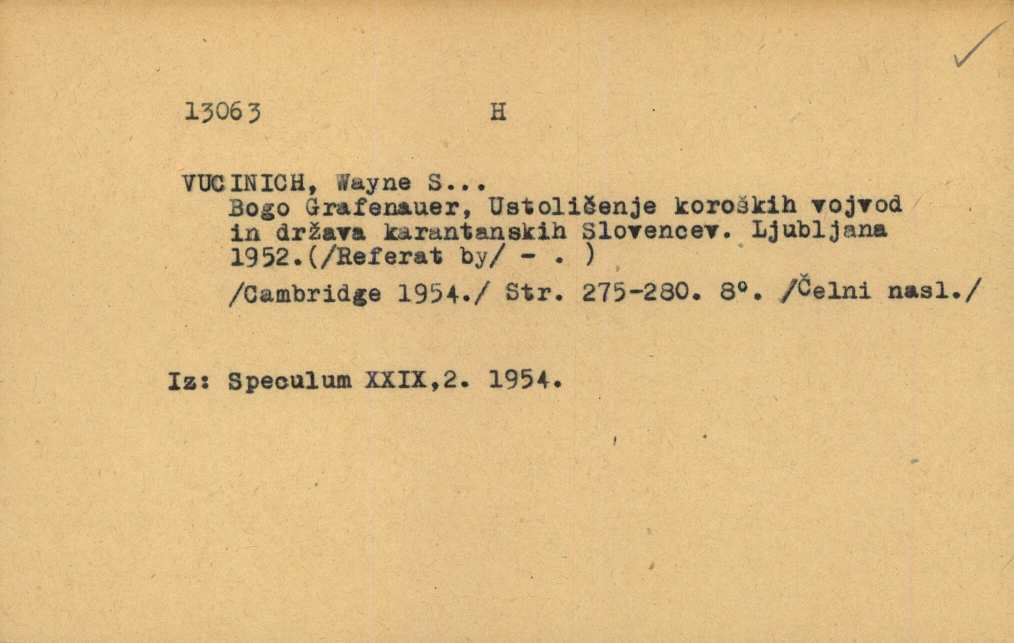 13063 H
VUCINICH, Wayne S...
Bogo Grafenauer, Ustoličenje koroških vojvod
in država karantanskih Slovencev. Ljubljana
1952.(/Referat by/ - . )
/Cambridge 1954./ Str. 275-280. 8°. /Čelni nasl./
Iz: Speculum XXIX,2. 1954.